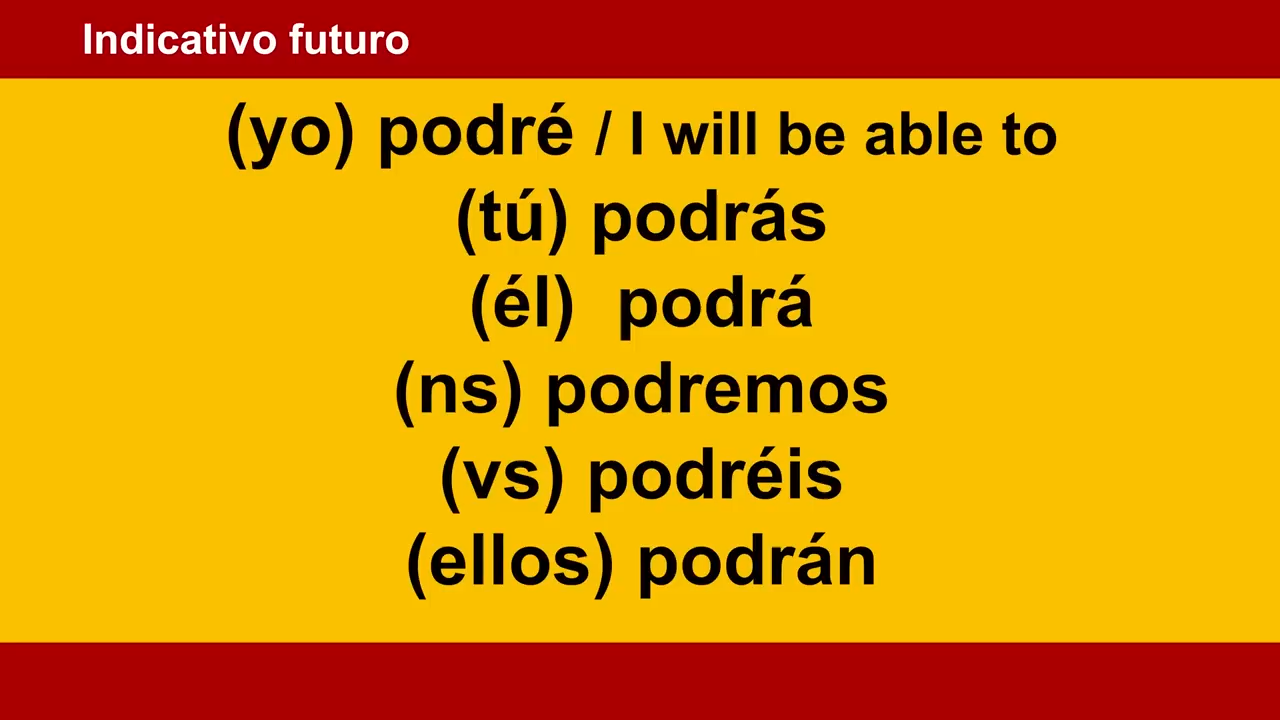 Indicativo futuro
(yo) podré / I will be able to
(tú) podrás
(él) podrá
(ns) podremos
(vs) podréis
(ellos) podrán